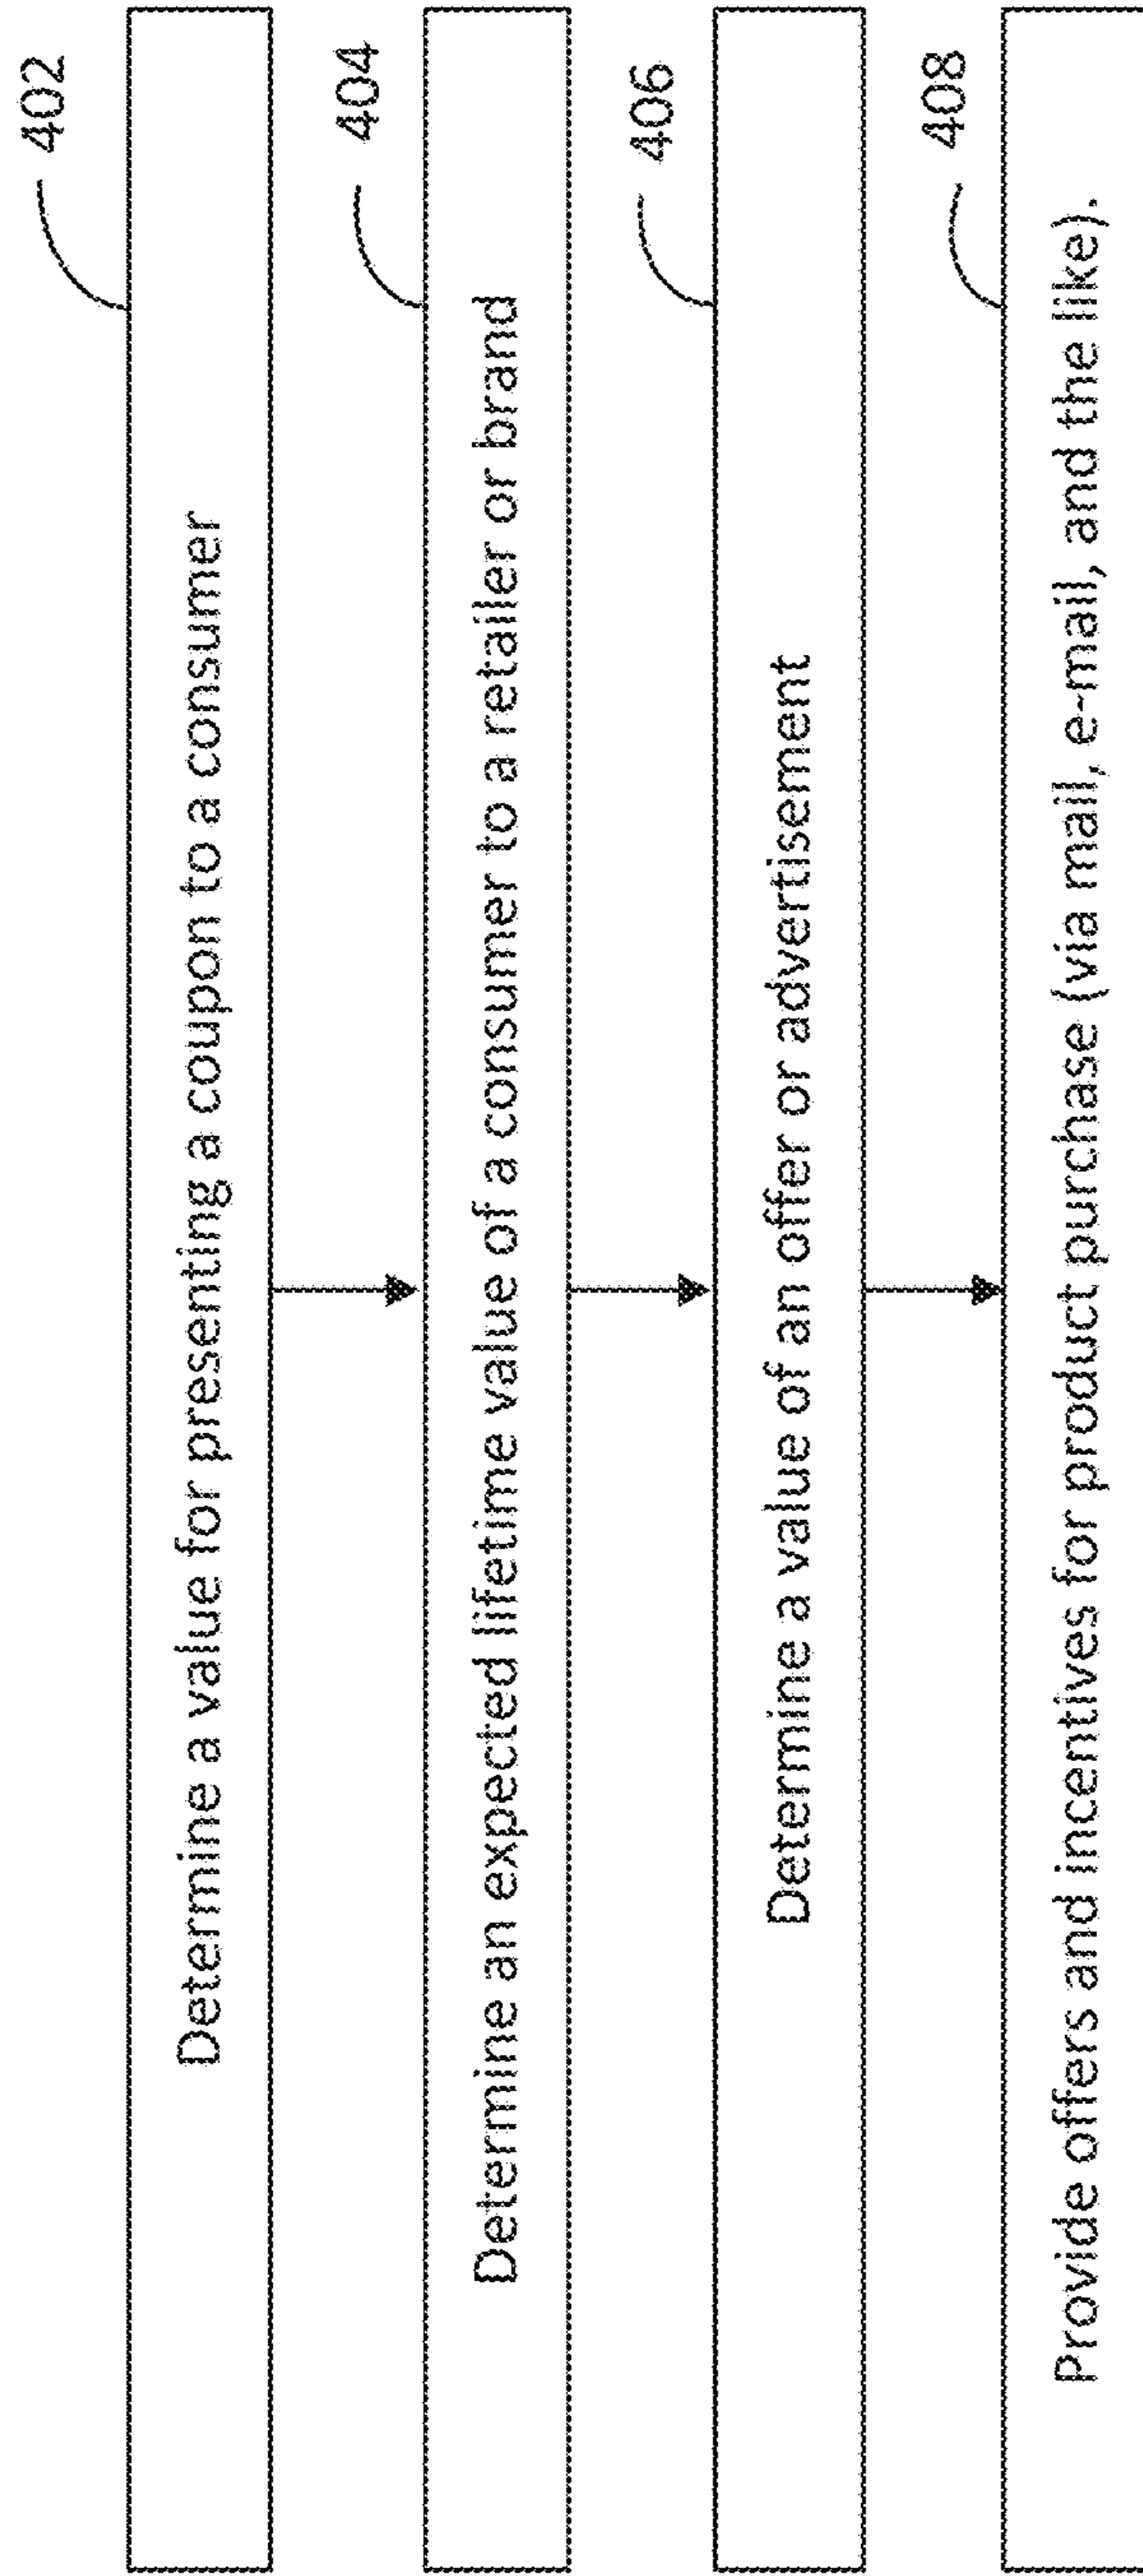 402
Determine a value for presenting a coupon to a consumer
404
Determine an expected lifetime value of a consumer to a retailer or brand
406
Determine a value of an offer or advertisement
408
Provide offers and incentives for product purchase (via mail, e-mail, and the like).